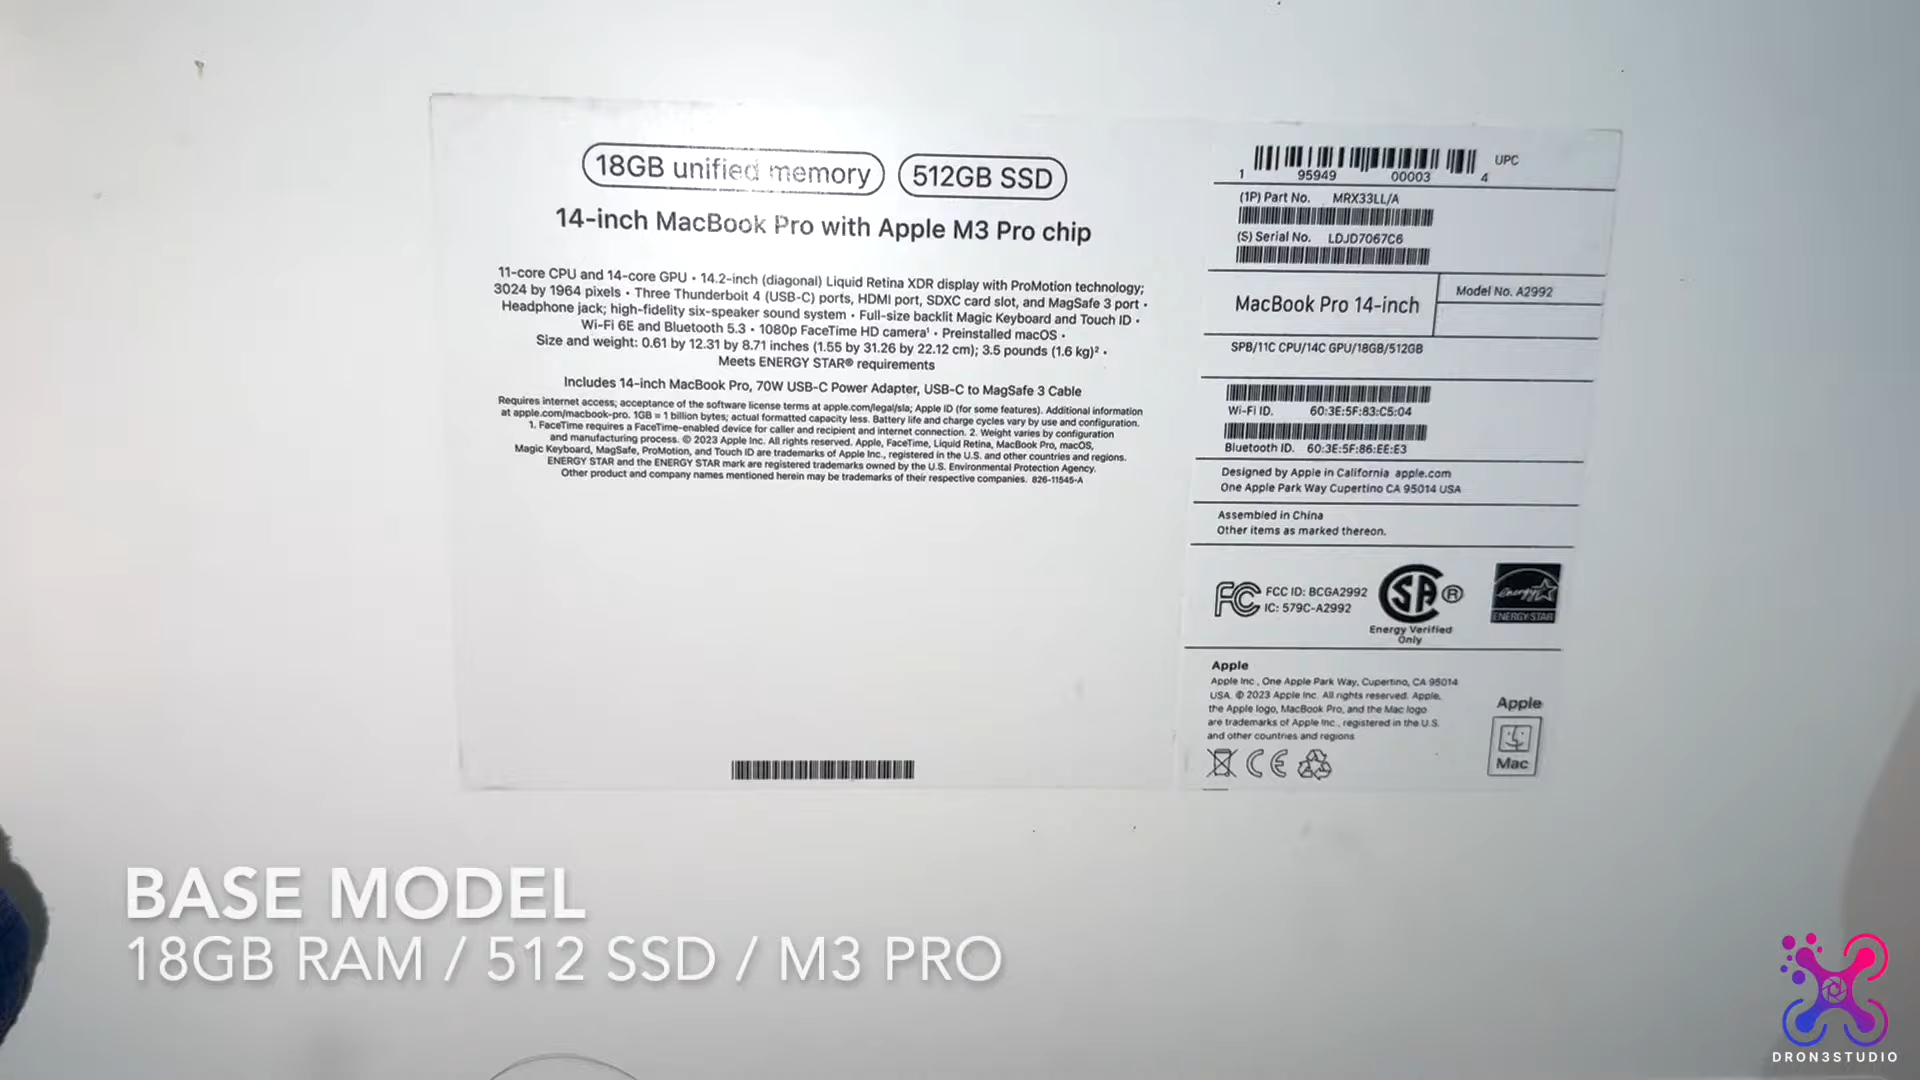 18GB unified memory
512GB SSD
14-inch MacBook Pro with Apple M3 Pro chip
11-core CPU and 14-core GPU • 14.2-inch (diagonal) Liquid Retina XDR display with ProMotion technology;
3024 by 1964 pixels • Three Thunderbolt 4 (USB-C) ports, HDMI port, SDXC card slot, and MagSafe 3 port •
Headphone jack; high-fidelity six-speaker sound system • Full-size backlit Magic Keyboard and Touch ID •
Wi-Fi 6E and Bluetooth 5.3 • 1080p FaceTime HD camera¹ • Preinstalled macOS •
Size and weight: 0.61 by 12.31 by 8.71 inches (1.55 by 31.26 by 22.12 cm); 3.5 pounds (1.6 kg)² •
Meets ENERGY STAR® requirements
Includes 14-inch MacBook Pro, 70W USB-C Power Adapter, USB-C to MagSafe 3 Cable
Requires internet access; acceptance of the software license terms at apple.com/legal/sla; Apple ID (for some features). Additional information
at apple.com/macbook-pro. 1GB = 1 billion bytes; actual formatted capacity less. Battery life and charge cycles vary by use and configuration.
1. FaceTime requires a FaceTime-enabled device for caller and recipient and internet connection. 2. Weight varies by configuration
and manufacturing process. © 2023 Apple Inc. All rights reserved. Apple, FaceTime, Liquid Retina, MacBook Pro, macOS,
Magic Keyboard, MagSafe, ProMotion, and Touch ID are trademarks of Apple Inc., registered in the U.S. and other countries and regions.
ENERGY STAR and the ENERGY STAR mark are registered trademarks owned by the U.S. Environmental Protection Agency.
Other product and company names mentioned herein may be trademarks of their respective companies. 826-11545-A
UPC
1 95949 00003 4
(1P) Part No. MRX33LL/A
(S) Serial No. LDJD7067C6
MacBook Pro 14-inch
Model No. A2992
SPB/11C CPU/14C GPU/18GB/512GB
Wi-Fi ID. 60:3E:5F:83:C5:04
Bluetooth ID. 60:3E:5F:86:EE:E3
Designed by Apple in California apple.com
One Apple Park Way Cupertino CA 95014 USA
Assembled in China
Other items as marked thereon.
FC FCC ID: BCGA2992
IC: 579C-A2992
SA ®
Energy Verified
Only
energy
ENERGY STAR
Apple
Apple Inc., One Apple Park Way, Cupertino, CA 95014
USA. © 2023 Apple Inc. All rights reserved. Apple,
the Apple logo, MacBook Pro, and the Mac logo
are trademarks of Apple Inc., registered in the U.S.
and other countries and regions.
CE
Apple
Mac
BASE MODEL
18GB RAM / 512 SSD / M3 PRO
DRON3STUDIO